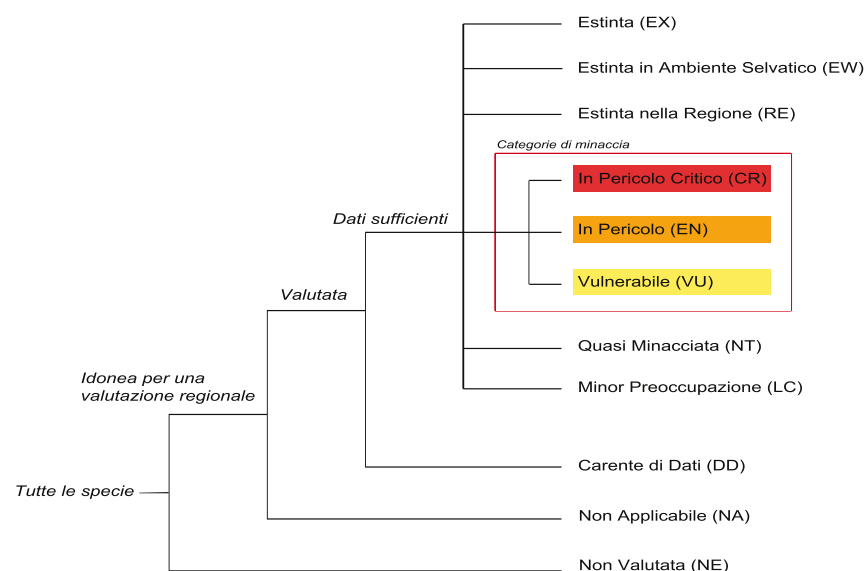 Estinta (EX)
Estinta in Ambiente Selvatico (EW)
Estinta nella Regione (RE)
Categorie di minaccia
In Pericolo Critico (CR)
Dati sufficienti
In Pericolo (EN)
Vulnerabile (VU)
Valutata
Quasi Minacciata (NT)
Idonea per una
valutazione regionale
Minor Preoccupazione (LC)
Carente di Dati (DD)
Tutte le specie
Non Applicabile (NA)
Non Valutata (NE)